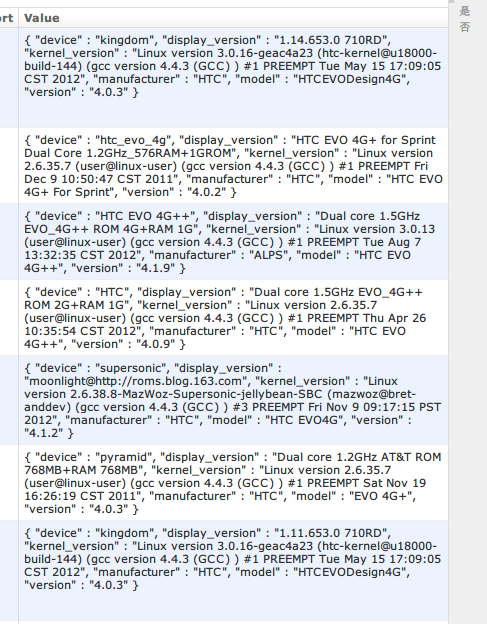 ort Value
{ "device" : "kingdom", "display_version" : "1.14.653.0 710RD",
"kernel_version" : "Linux version 3.0.16-geac4a23 (htc-kernel@u18000-
build-144) (gcc version 4.4.3 (GCC) ) #1 PREEMPT Tue May 15 17:09:05
CST 2012", "manufacturer" : "HTC", "model" : "HTCEVODesign4G",
"version" : "4.0.3" }
{ "device" : "htc_evo_4g", "display_version" : "HTC EVO 4G+ for Sprint
Dual Core 1.2GHz_576RAM+1GROM", "kernel_version" : "Linux version
2.6.35.7 (user@linux-user) (gcc version 4.4.3 (GCC) ) #1 PREEMPT Fri
Dec 9 10:50:47 CST 2011", "manufacturer" : "HTC", "model" : "HTC EVO
4G+ For Sprint", "version" : "4.0.2" }
{ "device" : "HTC EVO 4G++", "display_version" : "Dual core 1.5GHz
EVO_4G++ ROM 4G+RAM 1G", "kernel_version" : "Linux version 3.0.13
(user@linux-user) (gcc version 4.4.3 (GCC) ) #1 PREEMPT Tue Aug 7
13:32:35 CST 2012", "manufacturer" : "ALPS", "model" : "HTC EVO
4G++", "version" : "4.1.9" }
{ "device" : "HTC", "display_version" : "Dual core 1.5GHz EVO_4G++
ROM 2G+RAM 1G", "kernel_version" : "Linux version 2.6.35.7
(user@linux-user) (gcc version 4.4.3 (GCC) ) #1 PREEMPT Thu Apr 26
10:35:54 CST 2012", "manufacturer" : "HTC", "model" : "HTC EVO
4G++", "version" : "4.0.9" }
{ "device" : "supersonic", "display_version" :
"moonlight@http://roms.blog.163.com", "kernel_version" : "Linux
version 2.6.38.8-MazWoz-Supersonic-jellybean-SBC (mazwoz@bret-
anddev) (gcc version 4.4.3 (GCC) ) #3 PREEMPT Fri Nov 9 09:17:15 PST
2012", "manufacturer" : "HTC", "model" : "HTC EVO4G", "version" :
"4.1.2" }
{ "device" : "pyramid", "display_version" : "Dual core 1.2GHz AT&T ROM
768MB+RAM 768MB", "kernel_version" : "Linux version 2.6.35.7
(user@linux-user) (gcc version 4.4.3 (GCC) ) #1 PREEMPT Sat Nov 19
16:26:19 CST 2011", "manufacturer" : "HTC", "model" : "EVO 4G+",
"version" : "4.0.3" }
{ "device" : "kingdom", "display_version" : "1.11.653.0 710RD",
"kernel_version" : "Linux version 3.0.16-geac4a23 (htc-kernel@u18000-
build-144) (gcc version 4.4.3 (GCC) ) #1 PREEMPT Tue May 15 17:09:05
CST 2012", "manufacturer" : "HTC", "model" : "HTCEVODesign4G",
"version" : "4.0.3" }
是
否